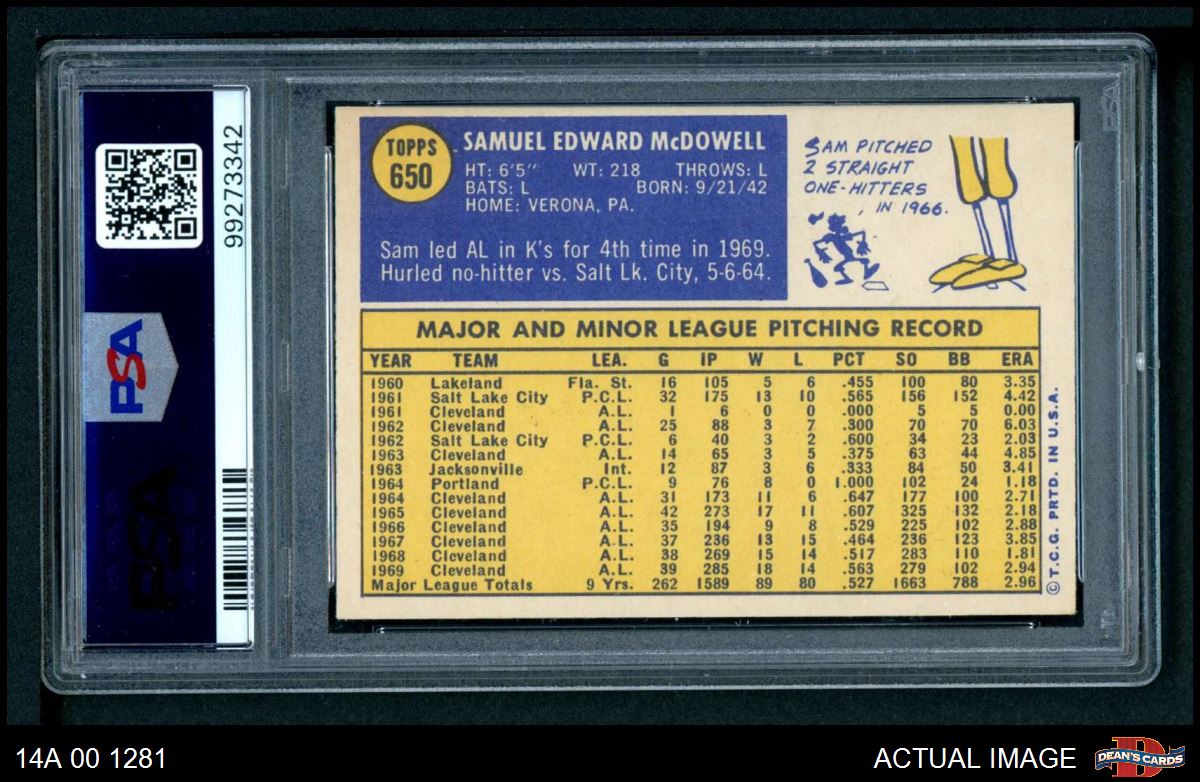 99273342
PSA
PSA
TOPPS
650
SAMUEL EDWARD McDOWELL
HT: 6'5" WT: 218 THROWS: L
BATS: L BORN: 9/21/42
HOME: VERONA, PA.
Sam led AL in K's for 4th time in 1969.
Hurled no-hitter vs. Salt Lk. City, 5-6-64.
SAM PITCHED
2 STRAIGHT
ONE-HITTERS
IN 1966.
MAJOR AND MINOR LEAGUE PITCHING RECORD
YEAR TEAM LEA. G IP W L PCT SO BB ERA
1960 Lakeland Fla. St. 16 105 5 6 .455 100 80 3.35
1961 Salt Lake City P.C.L. 32 175 13 10 .565 156 152 4.42
1961 Cleveland A.L. 1 6 0 0 .000 5 5 0.00
1962 Cleveland A.L. 25 88 3 7 .300 70 70 6.03
1962 Salt Lake City P.C.L. 6 40 3 2 .600 34 23 2.03
1963 Cleveland A.L. 14 65 3 5 .375 63 44 4.85
1963 Jacksonville Int. 12 87 3 6 .333 84 50 3.41
1964 Portland P.C.L. 9 76 8 0 1.000 102 24 1.18
1964 Cleveland A.L. 31 173 11 6 .647 177 100 2.71
1965 Cleveland A.L. 42 273 17 11 .607 325 132 2.18
1966 Cleveland A.L. 35 194 9 8 .529 225 102 2.88
1967 Cleveland A.L. 37 236 13 15 .464 236 123 3.85
1968 Cleveland A.L. 38 269 15 14 .517 283 110 1.81
1969 Cleveland A.L. 39 285 18 14 .563 279 102 2.94
Major League Totals 9 Yrs. 262 1589 89 80 .527 1663 788 2.96
© T.C.G. PRTD. IN U.S.A.
PSA
14A 00 1281
ACTUAL IMAGE
D
DEAN'S CARDS